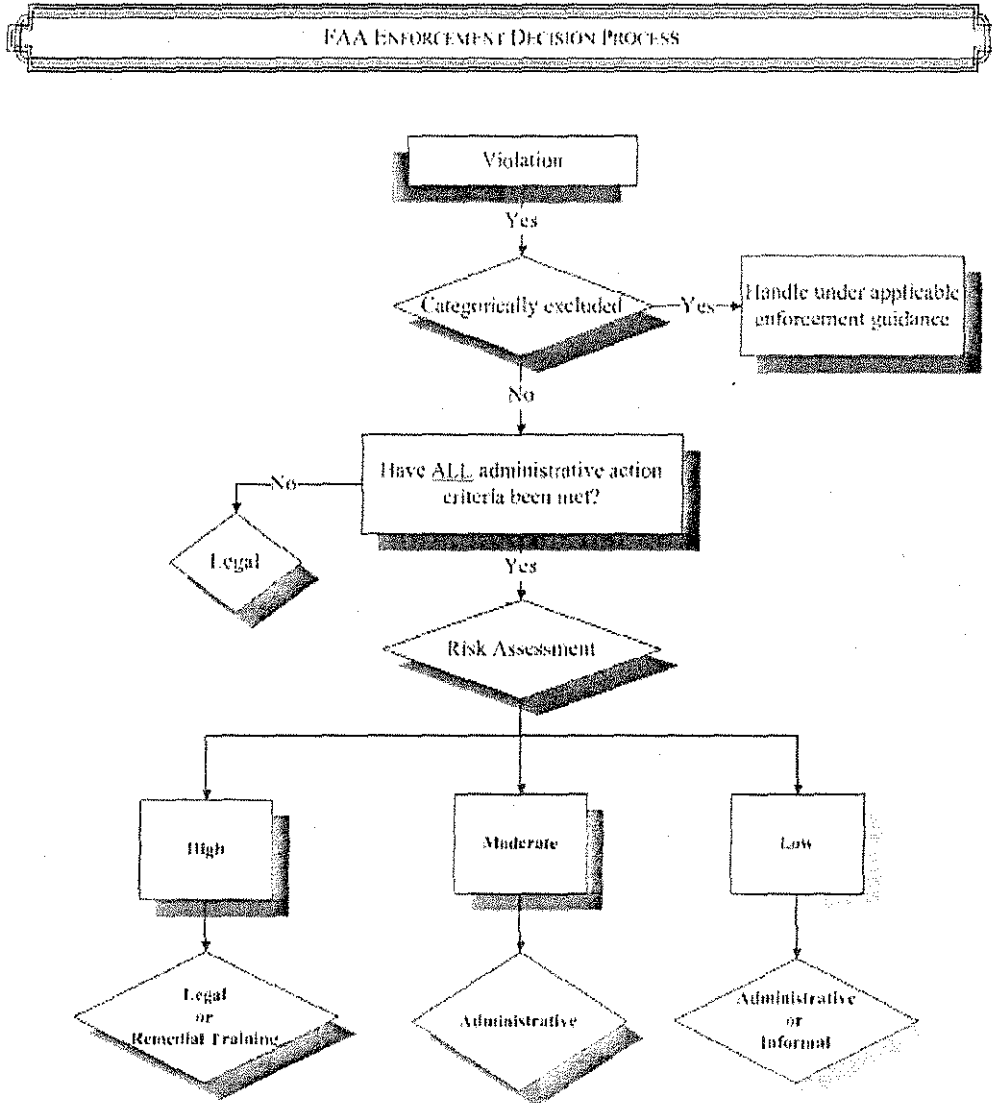 FAA ENFORCEMENT DECISION PROCESS
Violation
Yes
Categorically excluded
Yes
Handle under applicable
enforcement guidance
No
Have ALL administrative action
criteria been met?
No
Legal
Yes
Risk Assessment
High
Moderate
Low
Legal
or
Remedial Training
Administrative
Administrative
or
Informal